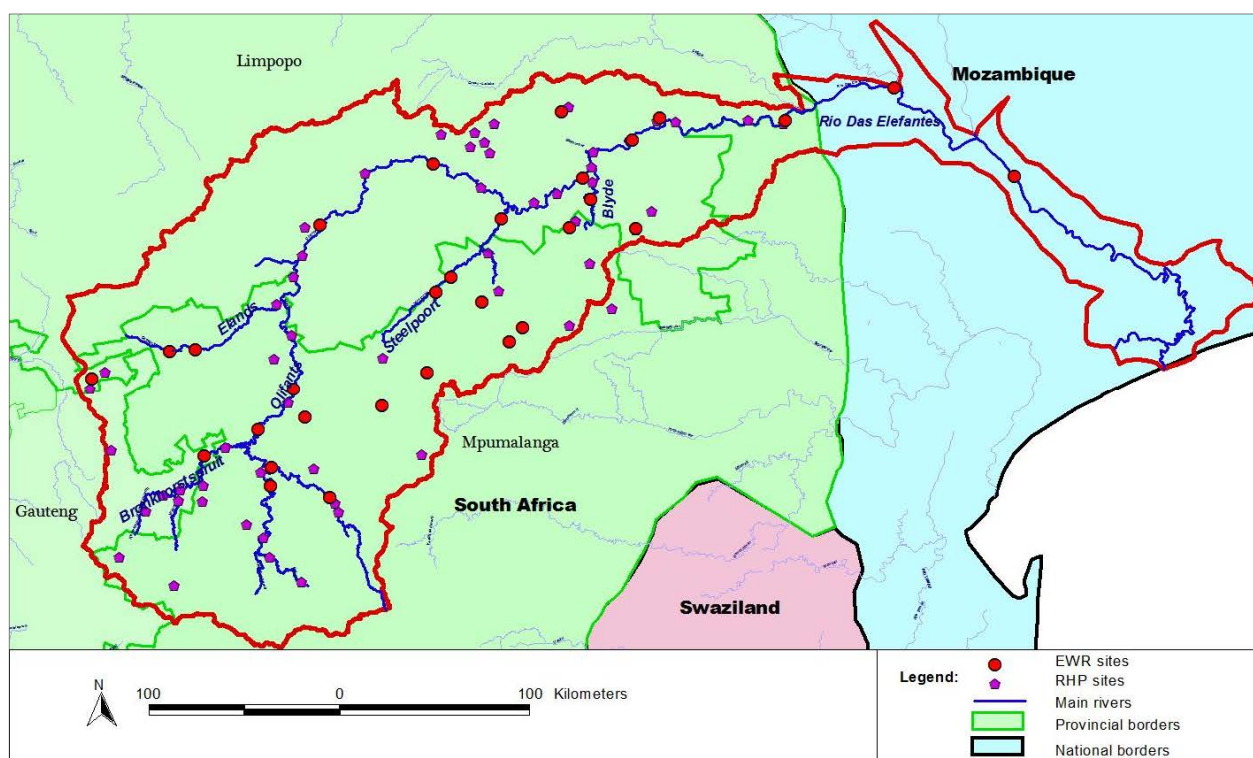 Limpopo
Mozambique
Rio Das Elefantes
Blyde
Elands
Steelpoort
Olifants
Mpumalanga
Bronkhorstspruit
Gauteng
South Africa
Swaziland
N
100 0 100 Kilometers
Legend:
EWR sites
RHP sites
Main rivers
Provincial borders
National borders